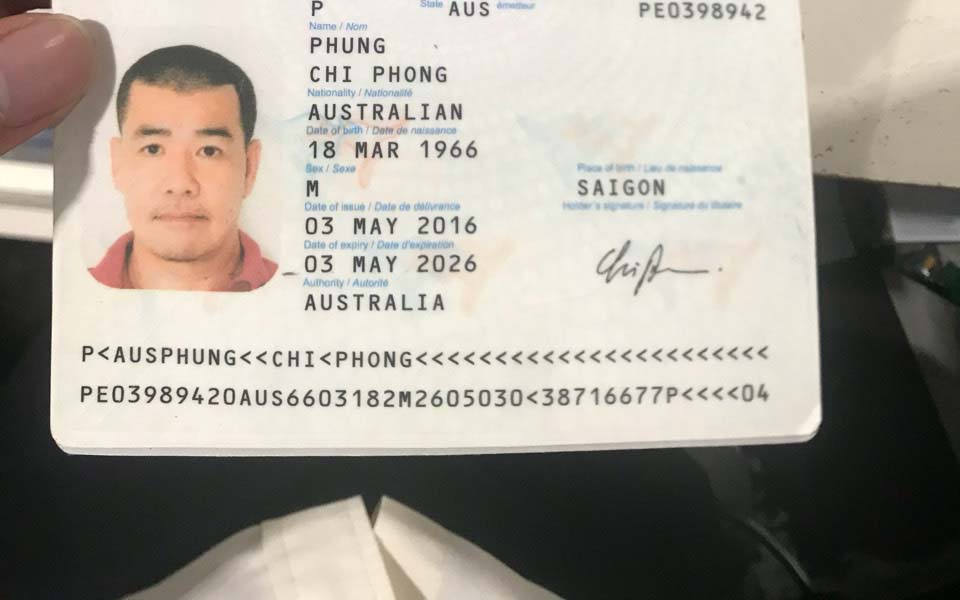 P State AUS émetteur PE0398942
Name / Nom
PHUNG
CHI PHONG
Nationality / Nationalité
AUSTRALIAN
Date of birth / Date de naissance
18 MAR 1966
Sex / Sexe Place of birth / Lieu de naissance
M SAIGON
Date of issue / Date de délivrance Holder's signature / Signature du titulaire
03 MAY 2016
Date of expiry / Date d'expiration
03 MAY 2026
Authority / Autorité
AUSTRALIA
P<AUSPHUNG<<CHI<PHONG<<<<<<<<<<<<<<<<<<<<<<<
PE03989420AUS6603182M2605030<38716677P<<<<04